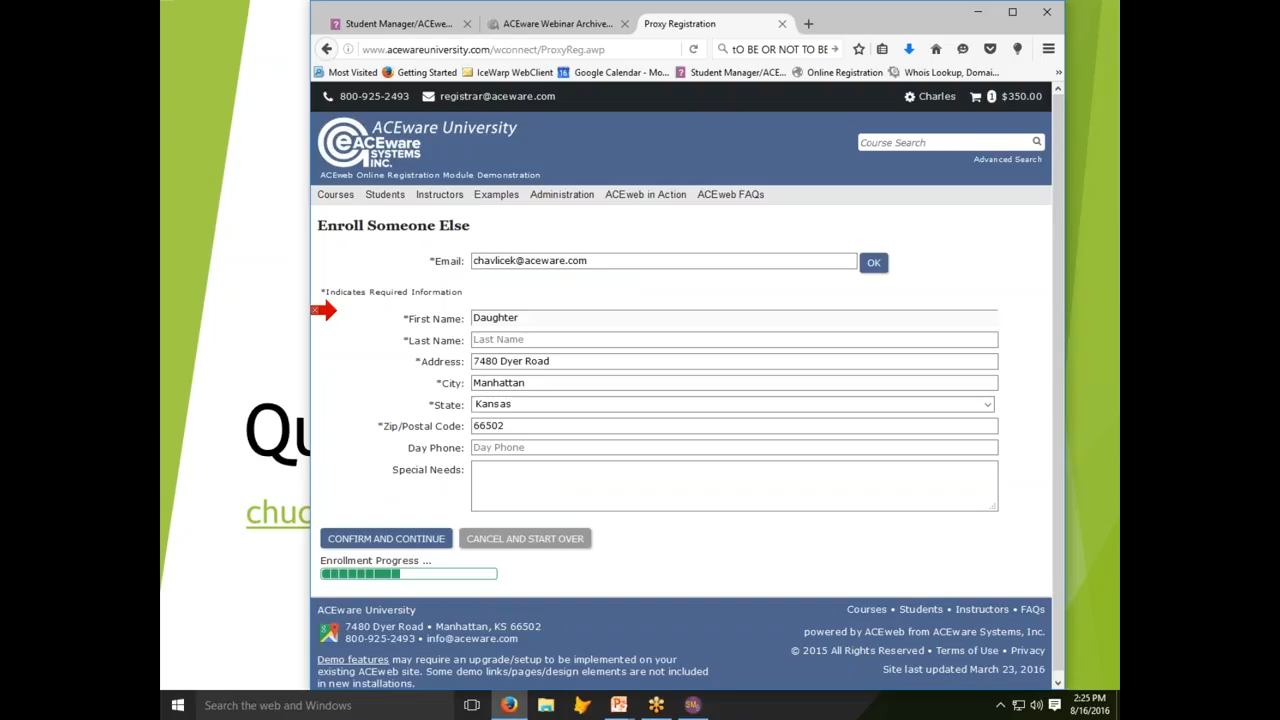 Student Manager/ACEwe...
ACEware Webinar Archive...
Proxy Registration
www.acewareuniversity.com/wconnect/ProxyReg.awp
tO BE OR NOT TO BE
Most Visited
Getting Started
IceWarp WebClient
Google Calendar - Mo...
Student Manager/ACE...
Online Registration
Whois Lookup, Domai...
800-925-2493
registrar@aceware.com
Charles
1
$350.00
ACEware University
ACEware
SYSTEMS
INC.
ACEweb Online Registration Module Demonstration
Course Search
Advanced Search
Courses
Students
Instructors
Examples
Administration
ACEweb in Action
ACEweb FAQs
Enroll Someone Else
*Email:
chavlicek@aceware.com
OK
*Indicates Required Information
*First Name:
Daughter
*Last Name:
Last Name
*Address:
7480 Dyer Road
*City:
Manhattan
*State:
Kansas
*Zip/Postal Code:
66502
Day Phone:
Day Phone
Special Needs:
Qu
chuc
CONFIRM AND CONTINUE
CANCEL AND START OVER
Enrollment Progress ...
ACEware University
7480 Dyer Road • Manhattan, KS 66502
800-925-2493 • info@aceware.com
Demo features may require an upgrade/setup to be implemented on your
existing ACEweb site. Some demo links/pages/design elements are not included
in new installations.
Courses • Students • Instructors • FAQs
powered by ACEweb from ACEware Systems, Inc.
© 2015 All Rights Reserved • Terms of Use • Privacy
Site last updated March 23, 2016
Search the web and Windows
2:25 PM
8/16/2016